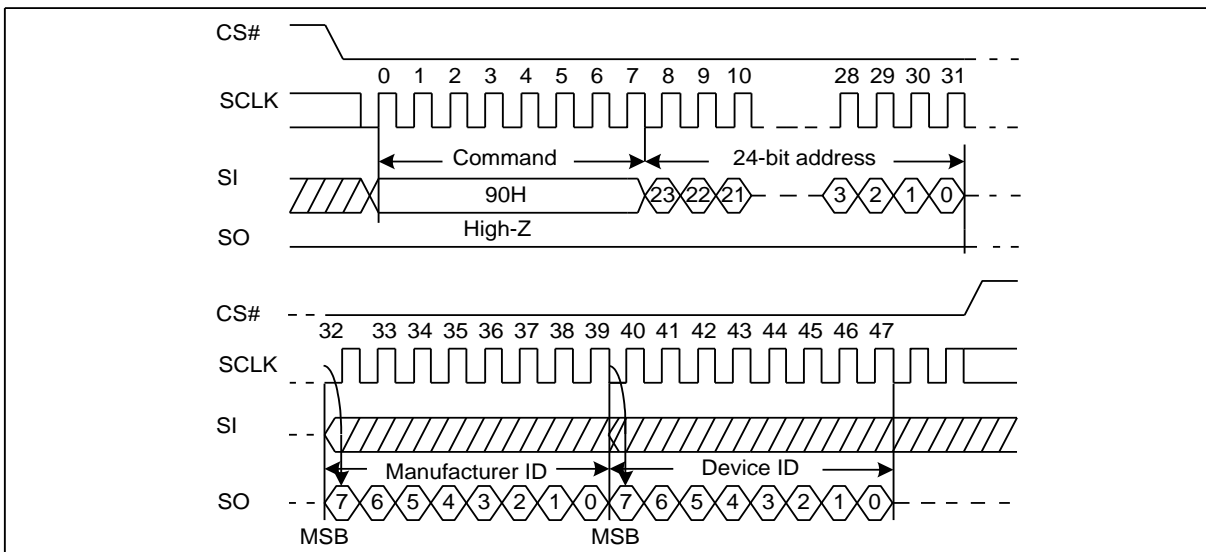 CS#
0 1 2 3 4 5 6 7 8 9 10 28 29 30 31
SCLK
Command 24-bit address
SI
90H 23 22 21 3 2 1 0
High-Z
SO
CS#
32 33 34 35 36 37 38 39 40 41 42 43 44 45 46 47
SCLK
SI
Manufacturer ID Device ID
SO 7 6 5 4 3 2 1 0 7 6 5 4 3 2 1 0
MSB MSB